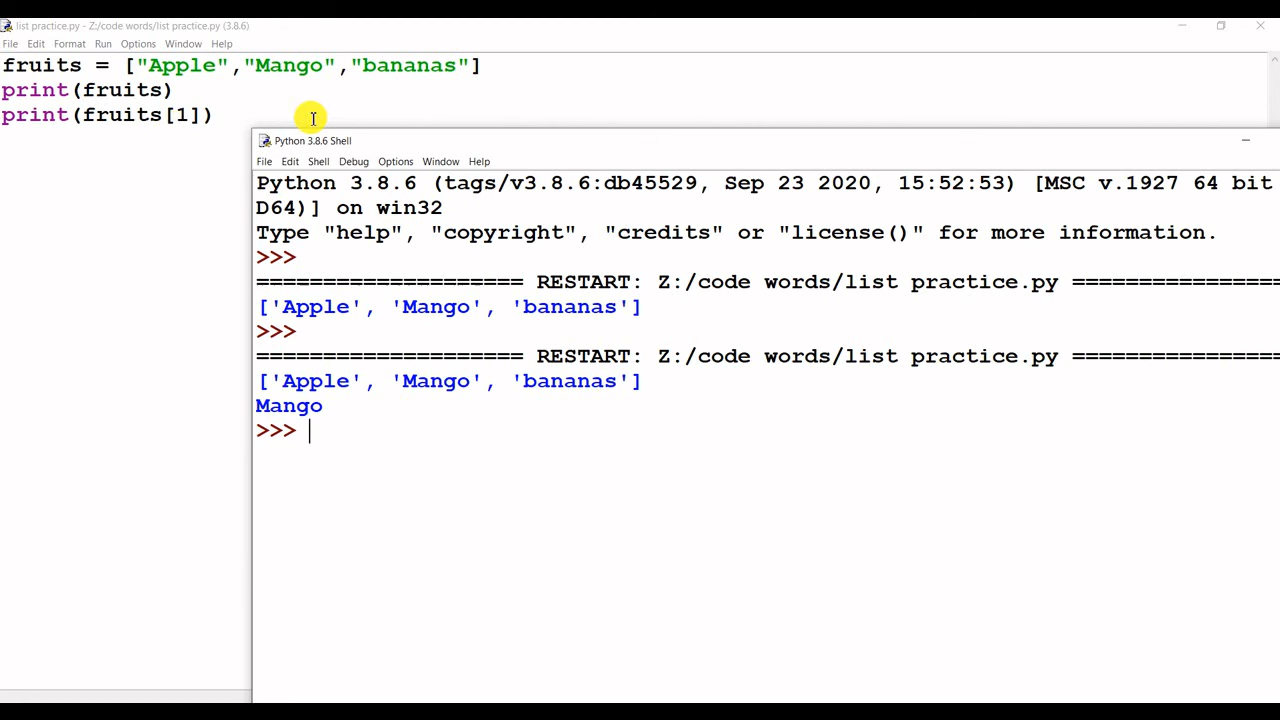 list practice.py - Z:/code words/list practice.py (3.8.6)
File Edit Format Run Options Window Help
fruits = ["Apple","Mango","bananas"]
print(fruits)
print(fruits[1])
Python 3.8.6 Shell
File Edit Shell Debug Options Window Help
Python 3.8.6 (tags/v3.8.6:db45529, Sep 23 2020, 15:52:53) [MSC v.1927 64 bit
D64)] on win32
Type "help", "copyright", "credits" or "license()" for more information.
>>>
==================== RESTART: Z:/code words/list practice.py ================
['Apple', 'Mango', 'bananas']
>>>
==================== RESTART: Z:/code words/list practice.py ================
['Apple', 'Mango', 'bananas']
Mango
>>>